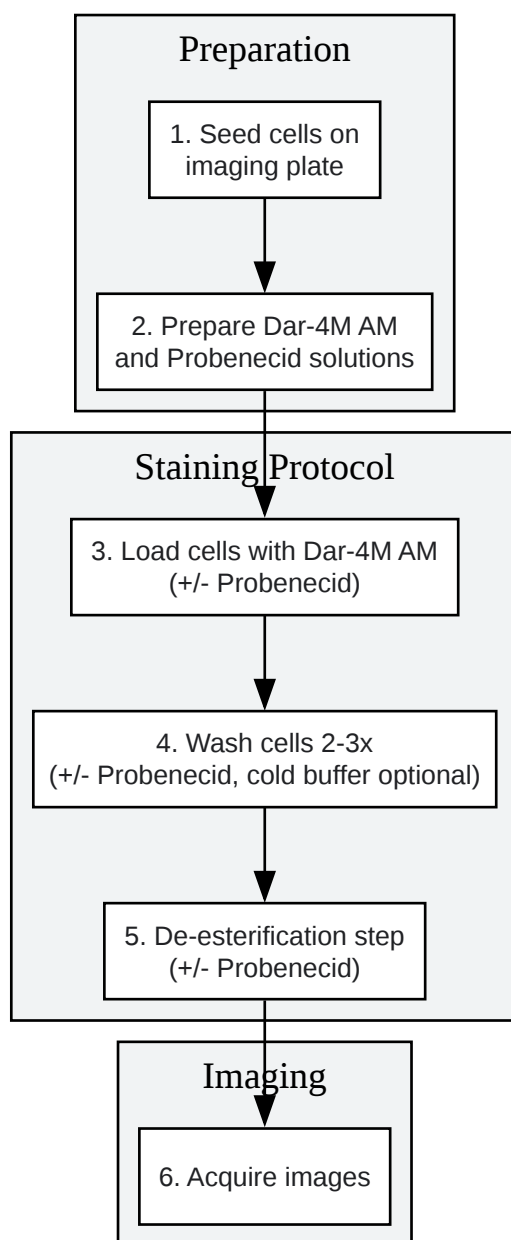 Preparation
1. Seed cells on
imaging plate
2. Prepare Dar-4M AM
and Probenecid solutions
Staining Protocol
3. Load cells with Dar-4M AM
(+/- Probenecid)
4. Wash cells 2-3x
(+/- Probenecid, cold buffer optional)
5. De-esterification step
(+/- Probenecid)
Imaging
6. Acquire images